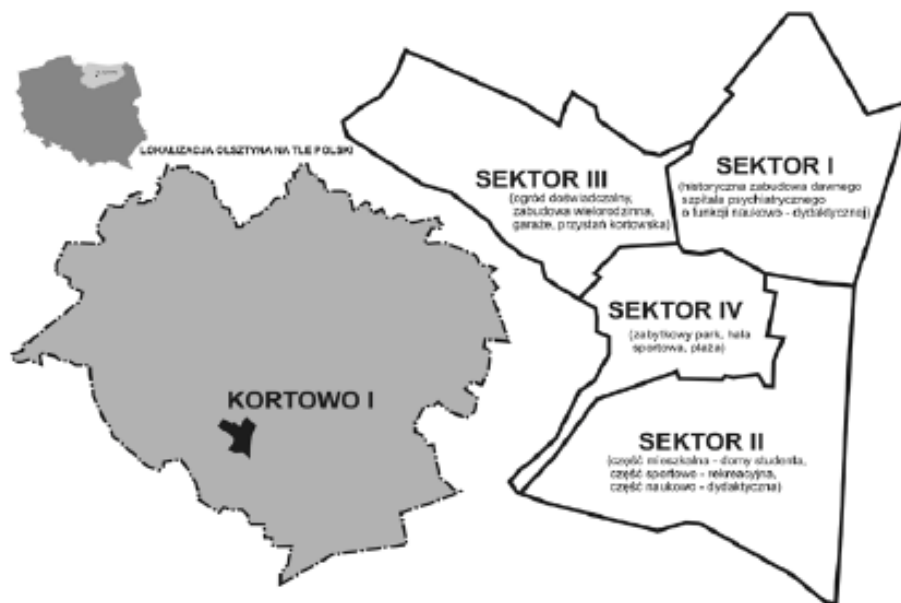 LOKALIZACJA OLSZTYNA NA TLE POLSKI
KORTOWO I
SEKTOR III
(ogród doświadczalny,
zabudowa wielorodzinna,
garaże, przystań kortowska)
SEKTOR I
(historyczna zabudowa dawnego
szpitala psychiatrycznego
o funkcji naukowo - dydaktycznej)
SEKTOR IV
(zabytkowy park, hala
sportowa, plaża)
SEKTOR II
(część mieszkalna - domy studenta,
część sportowo - rekreacyjna,
część naukowo - dydaktyczna)